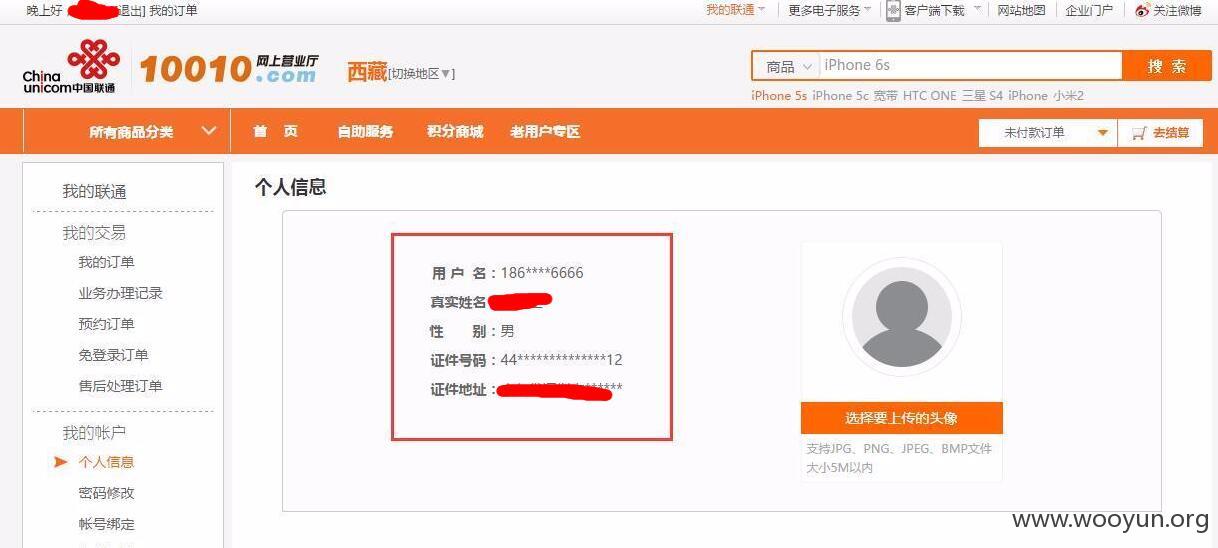 晚上好 退出] 我的订单 我的联通 更多电子服务 客户端下载 网站地图 企业门户 关注微博
China unicom中国联通 10010.com 网上营业厅 西藏[切换地区▼] 商品 iPhone 6s 搜 索
iPhone 5s iPhone 5c 宽带 HTC ONE 三星 S4 iPhone 小米2
所有商品分类 首 页 自助服务 积分商城 老用户专区 未付款订单 去结算
我的联通
我的交易
我的订单
业务办理记录
预约订单
免登录订单
售后处理订单
我的帐户
个人信息
密码修改
帐号绑定
个人信息
用 户 名：186****6666
真实姓名
性 别：男
证件号码：44**************12
证件地址： ******
选择要上传的头像
支持JPG、PNG、JPEG、BMP文件
大小5M以内
www.wooyun.org